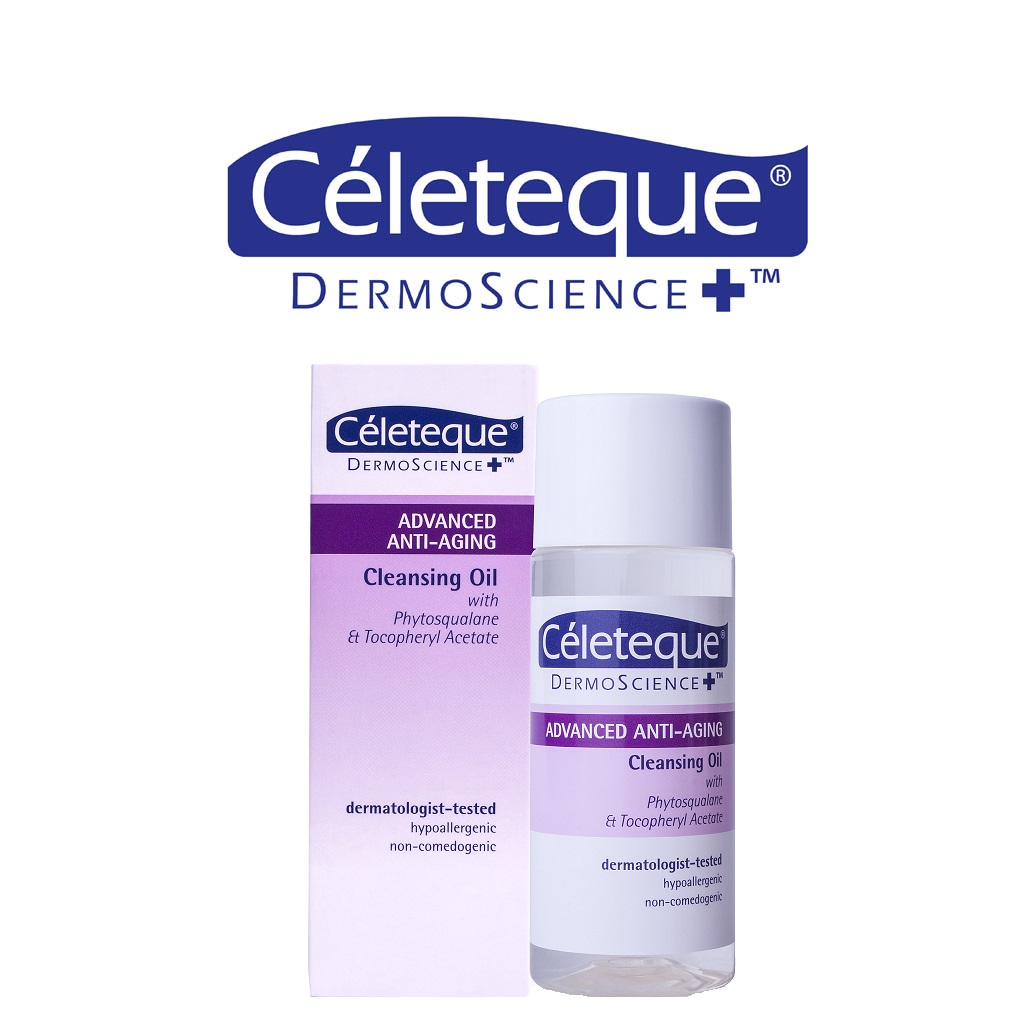 Céleteque®
DERMOSCIENCE+™
Céleteque®
DERMOSCIENCE+™
ADVANCED
ANTI-AGING
Cleansing Oil
with
Phytosqualane
& Tocopheryl Acetate
dermatologist-tested
hypoallergenic
non-comedogenic
Céleteque®
DERMOSCIENCE+™
ADVANCED ANTI-AGING
Cleansing Oil
with
Phytosqualane
& Tocopheryl Acetate
dermatologist-tested
hypoallergenic
non-comedogenic